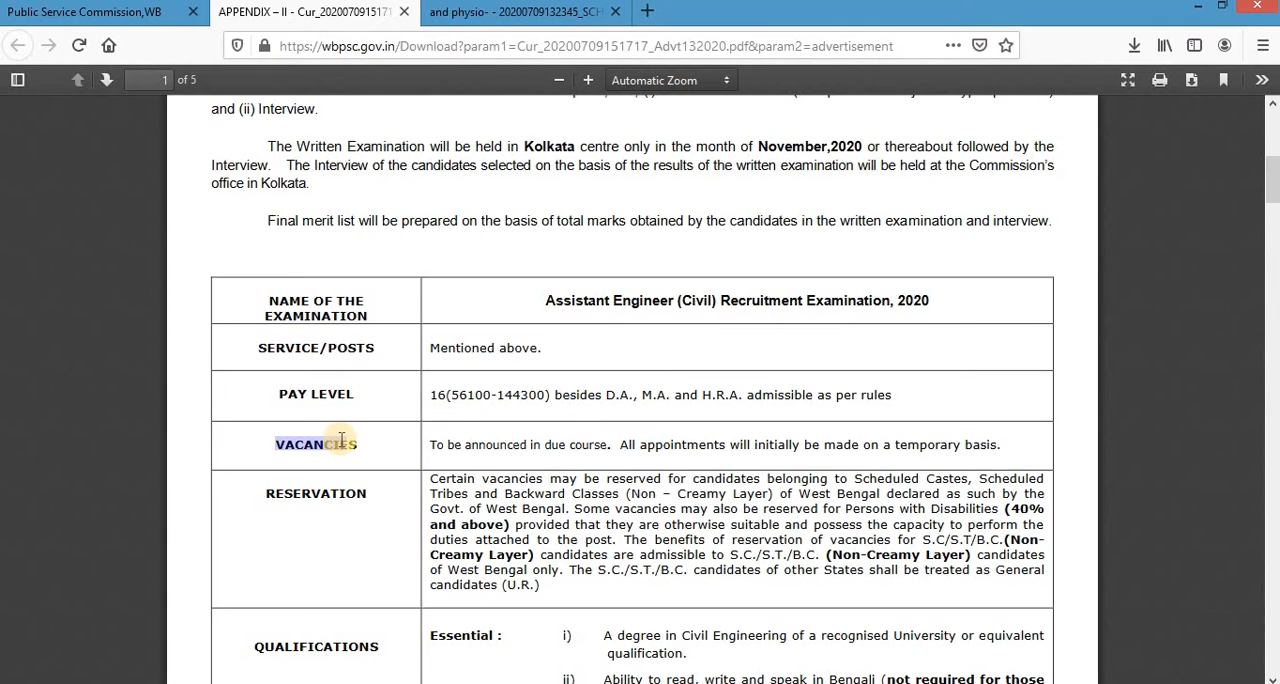 Public Service Commission,WB
APPENDIX – II - Cur_2020070915171
and physio- - 20200709132345_SCH
https://wbpsc.gov.in/Download?param1=Cur_20200709151717_Advt132020.pdf&param2=advertisement
1 of 5
Automatic Zoom
and (ii) Interview.
The Written Examination will be held in Kolkata centre only in the month of November,2020 or thereabout followed by the
Interview. The Interview of the candidates selected on the basis of the results of the written examination will be held at the Commission's
office in Kolkata.
Final merit list will be prepared on the basis of total marks obtained by the candidates in the written examination and interview.
NAME OF THE
EXAMINATION
Assistant Engineer (Civil) Recruitment Examination, 2020
SERVICE/POSTS
Mentioned above.
PAY LEVEL
16(56100-144300) besides D.A., M.A. and H.R.A. admissible as per rules
VACANCIES
To be announced in due course. All appointments will initially be made on a temporary basis.
RESERVATION
Certain vacancies may be reserved for candidates belonging to Scheduled Castes, Scheduled
Tribes and Backward Classes (Non – Creamy Layer) of West Bengal declared as such by the
Govt. of West Bengal. Some vacancies may also be reserved for Persons with Disabilities (40%
and above) provided that they are otherwise suitable and possess the capacity to perform the
duties attached to the post. The benefits of reservation of vacancies for S.C/S.T/B.C.(Non-
Creamy Layer) candidates are admissible to S.C./S.T./B.C. (Non-Creamy Layer) candidates
of West Bengal only. The S.C./S.T./B.C. candidates of other States shall be treated as General
candidates (U.R.)
QUALIFICATIONS
Essential :
i) A degree in Civil Engineering of a recognised University or equivalent
qualification.
ii) Ability to read, write and speak in Bengali (not required for those